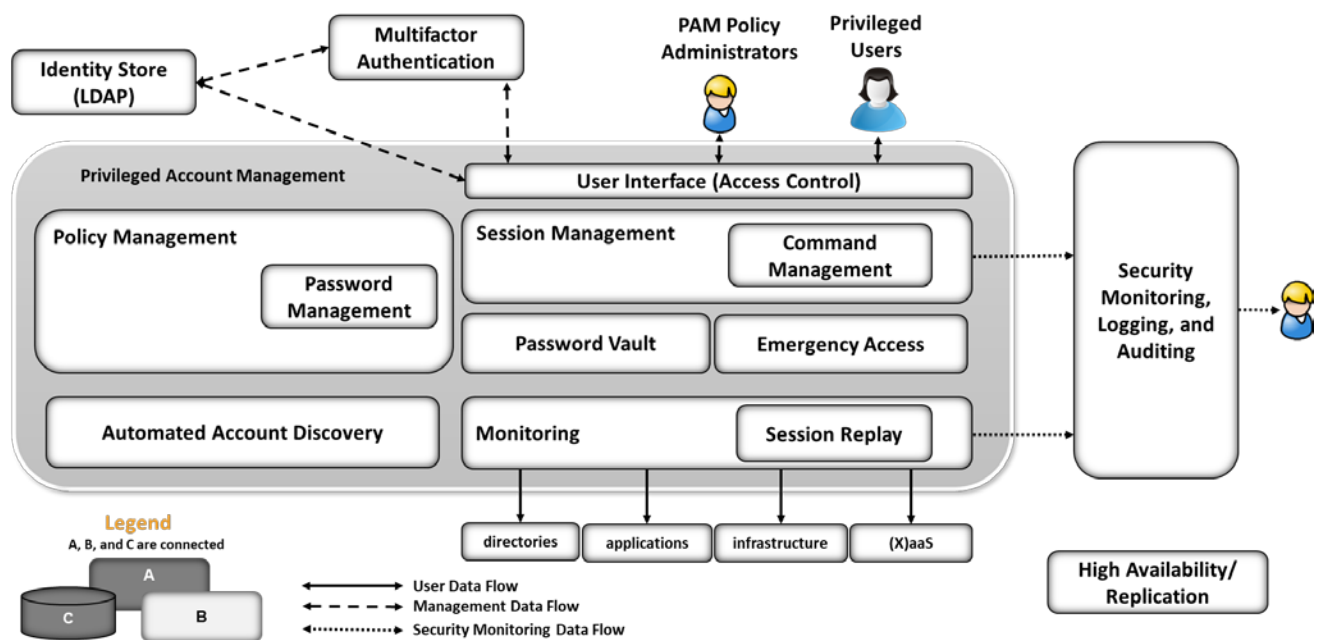 Identity Store
(LDAP)
Multifactor
Authentication
PAM Policy
Administrators
Privileged
Users
Privileged Account Management
User Interface (Access Control)
Policy Management
Password
Management
Session Management
Command
Management
Password Vault
Emergency Access
Automated Account Discovery
Monitoring
Session Replay
Security
Monitoring,
Logging, and
Auditing
directories
applications
infrastructure
(X)aaS
High Availability/
Replication
Legend
A, B, and C are connected
A
C
B
User Data Flow
Management Data Flow
Security Monitoring Data Flow